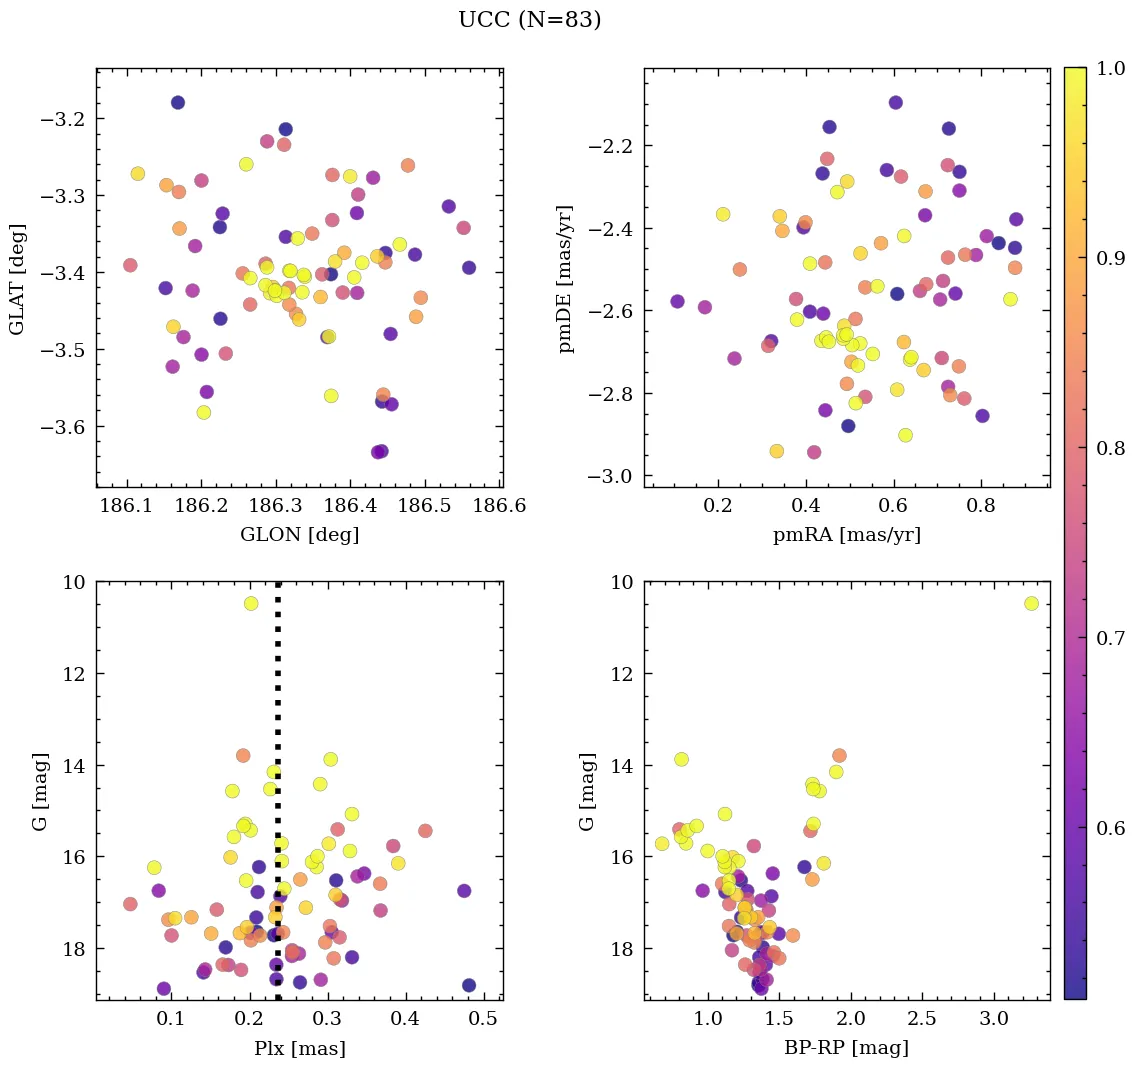 UCC (N=83)
−3.2
−3.3
−3.4
−3.5
−3.6
GLAT [deg]
186.1 186.2 186.3 186.4 186.5 186.6
GLON [deg]
−2.2
−2.4
−2.6
−2.8
−3.0
pmDE [mas/yr]
0.2 0.4 0.6 0.8
pmRA [mas/yr]
1.0
0.9
0.8
0.7
0.6
10
12
14
16
18
G [mag]
0.1 0.2 0.3 0.4 0.5
Plx [mas]
10
12
14
16
18
G [mag]
1.0 1.5 2.0 2.5 3.0
BP-RP [mag]